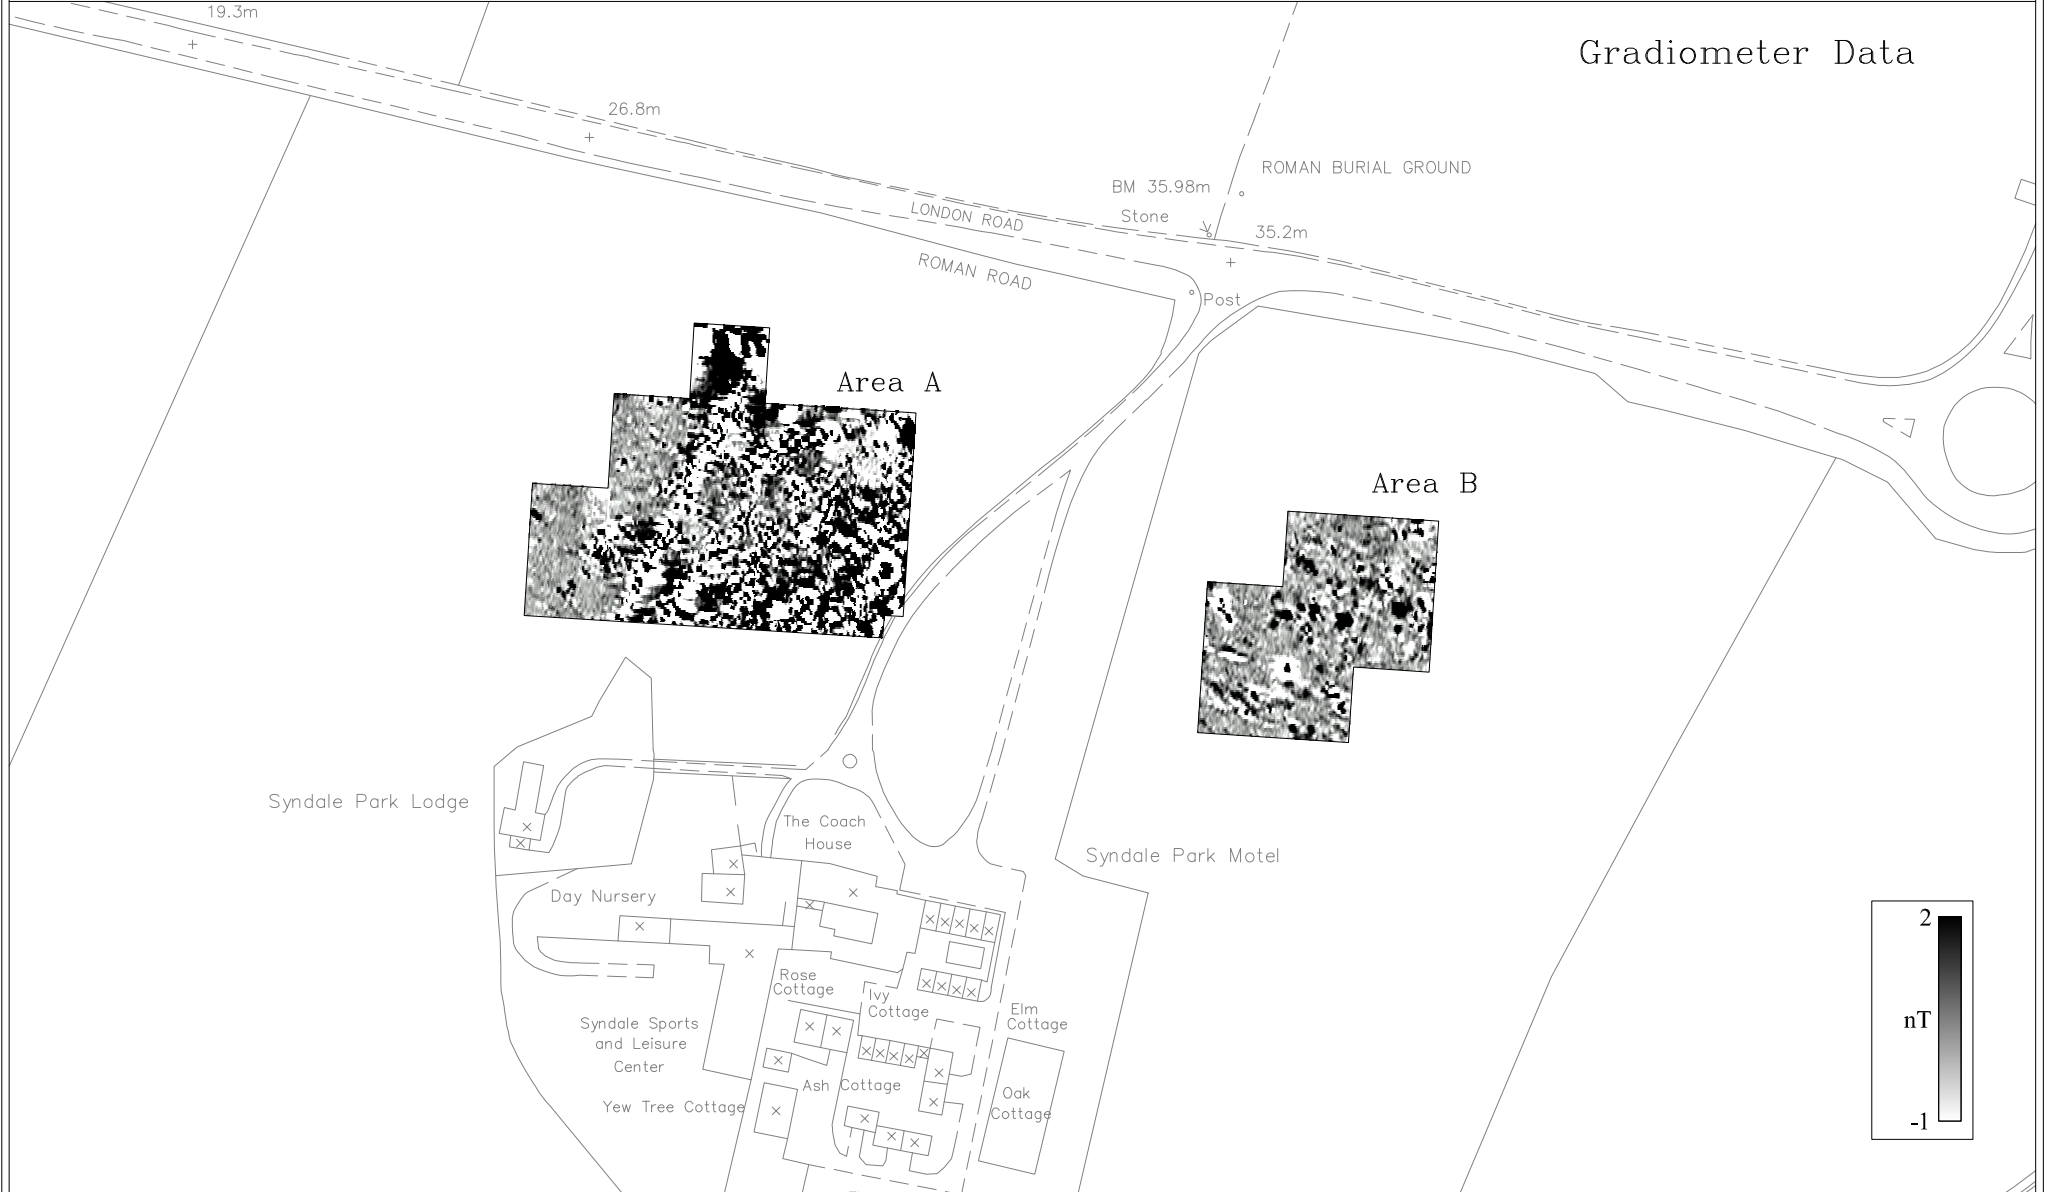 19.3m
Gradiometer Data
26.8m
ROMAN BURIAL GROUND
BM 35.98m
LONDON ROAD
Stone
35.2m
ROMAN ROAD
Post
Area A
Area B
Syndale Park Lodge
The Coach
House
Syndale Park Motel
Day Nursery
2
Rose
Cottage
Ivy
Cottage
Elm
Cottage
Syndale Sports
and Leisure
Center
nT
Ash Cottage
Oak
Cottage
Yew Tree Cottage
-1